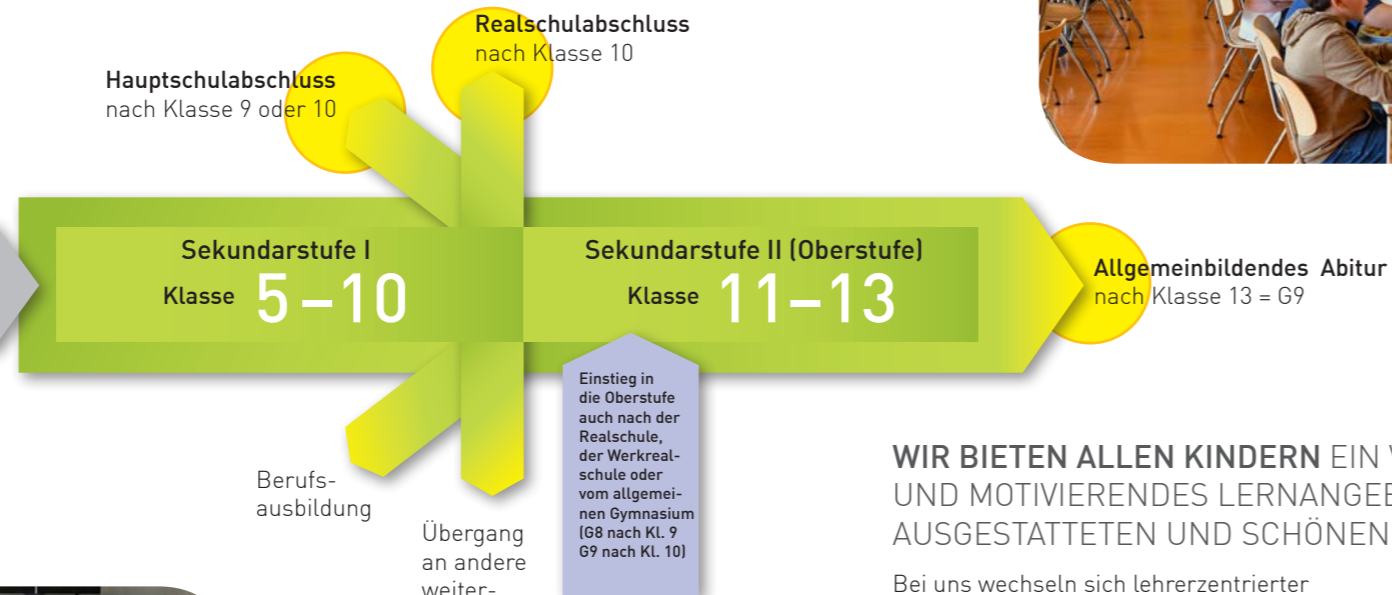 Realschulabschluss
nach Klasse 10
Hauptschulabschluss
nach Klasse 9 oder 10
Sekundarstufe I
Klasse 5–10
Sekundarstufe II (Oberstufe)
Klasse 11–13
Allgemeinbildendes Abitur
nach Klasse 13 = G9
Einstieg in
die Oberstufe
auch nach der
Realschule,
der Werkreal-
schule oder
vom allgemei-
nen Gymnasium
(G8 nach Kl. 9
G9 nach Kl. 10)
Berufs-
ausbildung
Übergang
an andere
weiter-
WIR BIETEN ALLEN KINDERN EIN
UND MOTIVIERENDES
AUSGESTATTETEN UND SCHÖNEN
Bei uns wechseln sich lehrerzentrierter